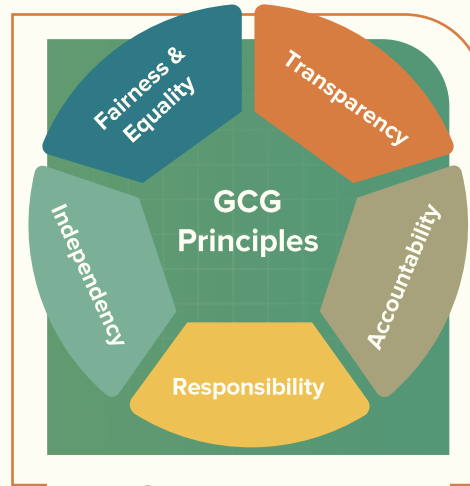 Fairness &
Equality
Transparency
GCG
Principles
Independency
Accountability
Responsibility